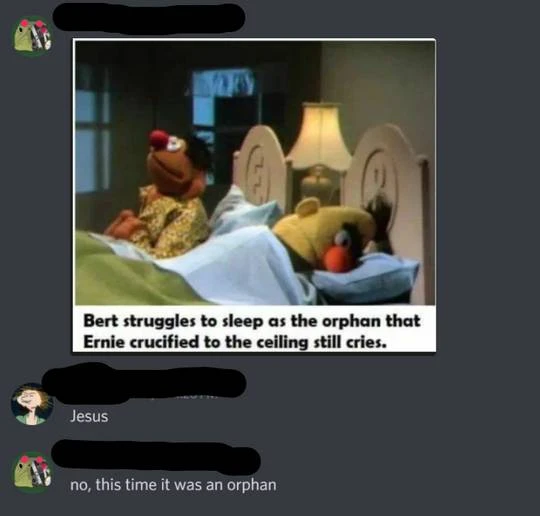 Bert struggles to sleep as the orphan that
Ernie crucified to the ceiling still cries.
Jesus
no, this time it was an orphan